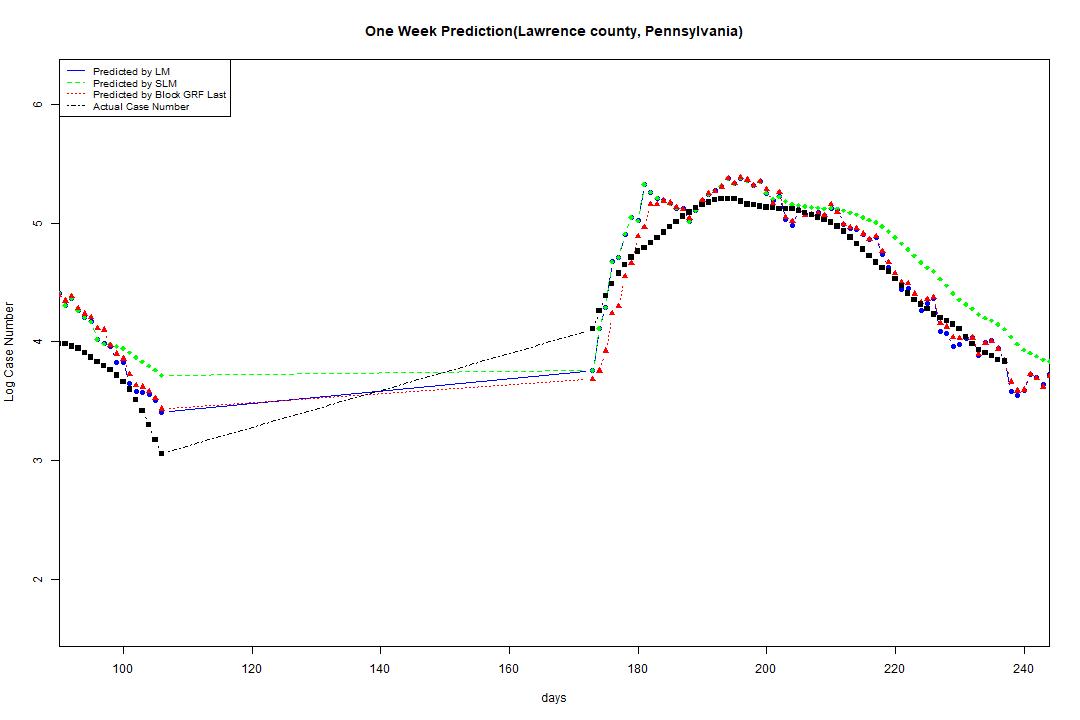 One Week Prediction(Lawrence county, Pennsylvania)
Predicted by LM
Predicted by SLM
Predicted by Block GRF Last
Actual Case Number
6
5
4
3
2
Log Case Number
100 120 140 160 180 200 220 240
days